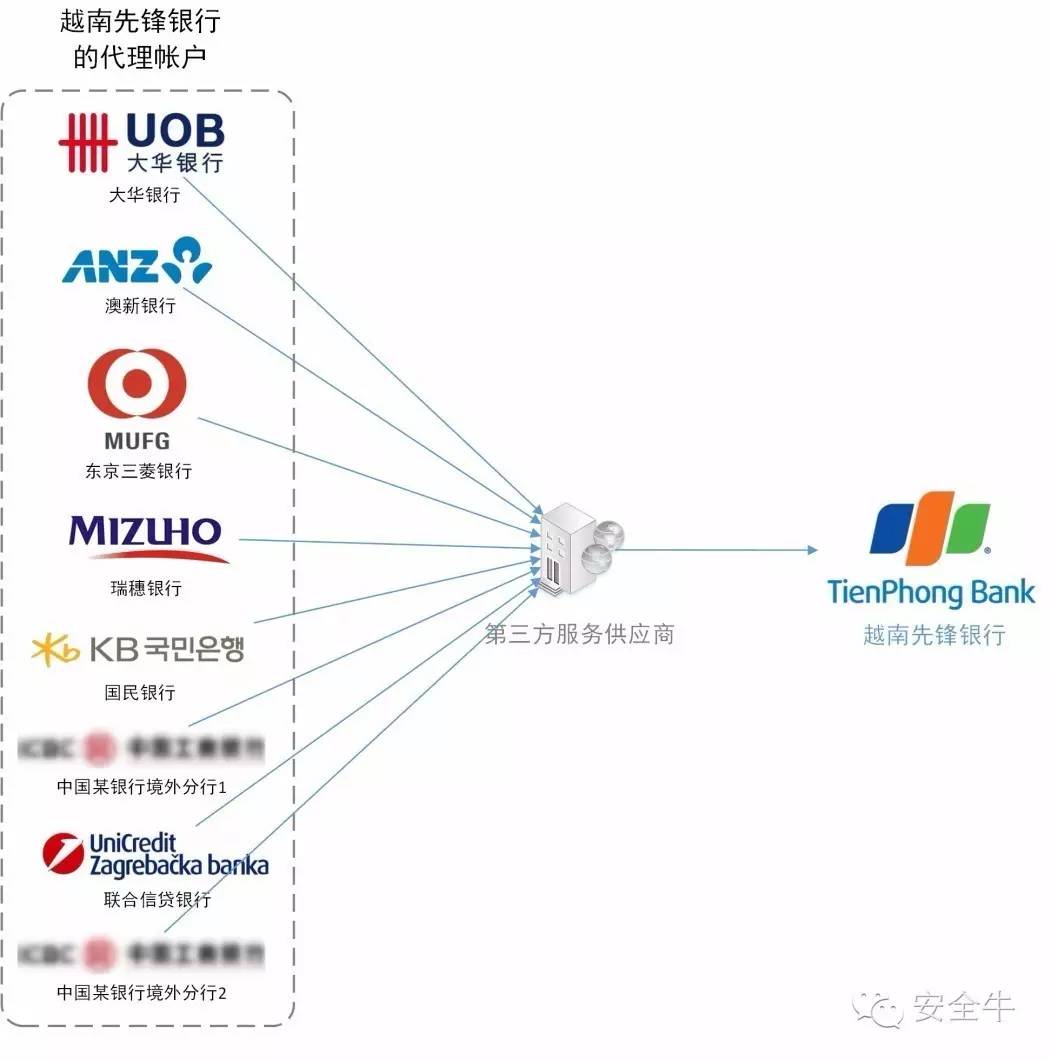 越南先锋银行
的代理帐户
UOB
大华银行
大华银行
ANZ
澳新银行
MUFG
东京三菱银行
MIZUHO
瑞穗银行
KB국민은행
国民银行
中国某银行境外分行1
UniCredit
Zagrebačka banka
联合信贷银行
中国某银行境外分行2
第三方服务供应商
TienPhong Bank
越南先锋银行
安全牛